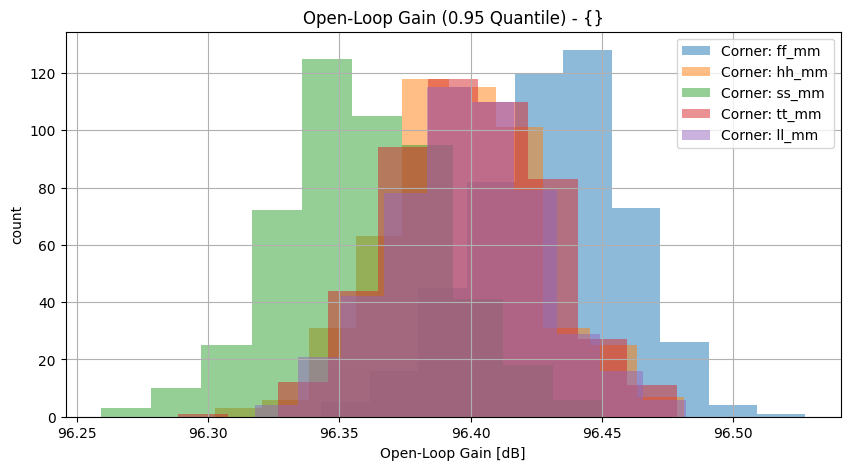 Open-Loop Gain (0.95 Quantile) - {}
Corner: ff_mm
Corner: hh_mm
Corner: ss_mm
Corner: tt_mm
Corner: ll_mm
120
100
80
60
40
20
0
count
96.25 96.30 96.35 96.40 96.45 96.50
Open-Loop Gain [dB]